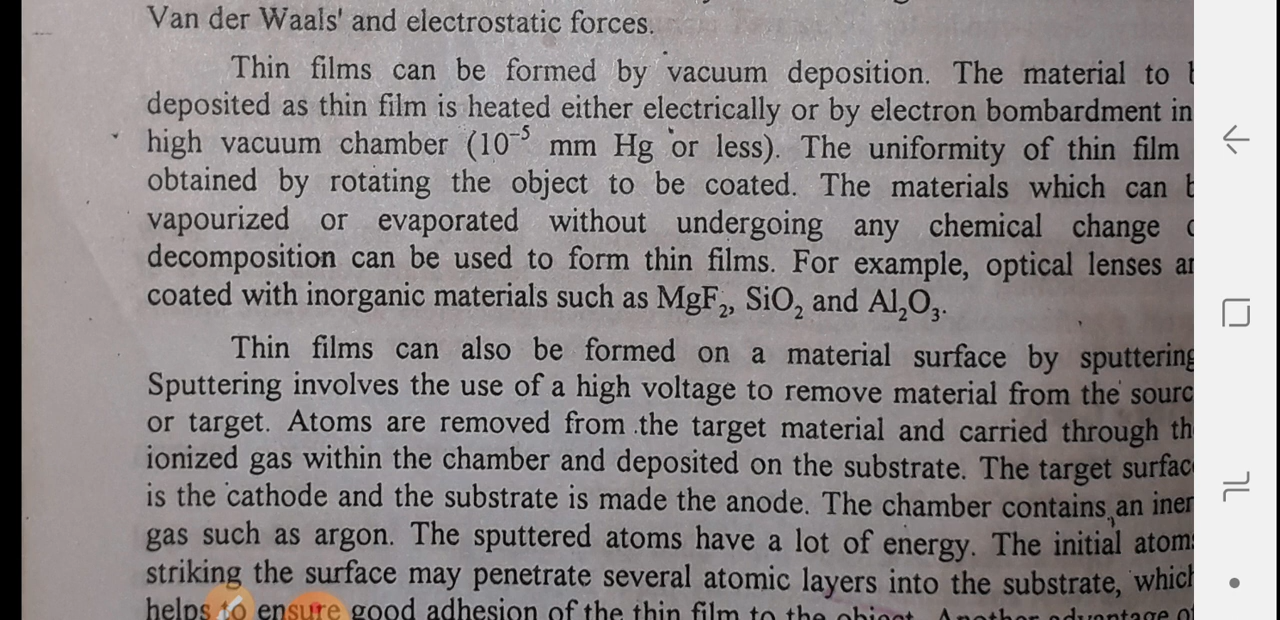 Van der Waals' and electrostatic forces.
Thin films can be formed by vacuum deposition. The material to
deposited as thin film is heated either electrically or by electron bombardment in
high vacuum chamber (10⁻⁵ mm Hg or less). The uniformity of thin film
obtained by rotating the object to be coated. The materials which can
vapourized or evaporated without undergoing any chemical change
decomposition can be used to form thin films. For example, optical lenses
coated with inorganic materials such as MgF₂, SiO₂ and Al₂O₃.
Thin films can also be formed on a material surface by sputtering
Sputtering involves the use of a high voltage to remove material from the
or target. Atoms are removed from the target material and carried through
ionized gas within the chamber and deposited on the substrate. The target
is the cathode and the substrate is made the anode. The chamber contains an
gas such as argon. The sputtered atoms have a lot of energy. The initial
striking the surface may penetrate several atomic layers into the substrate,
helps to ensure good adhesion of the thin film to the object. Another advantage